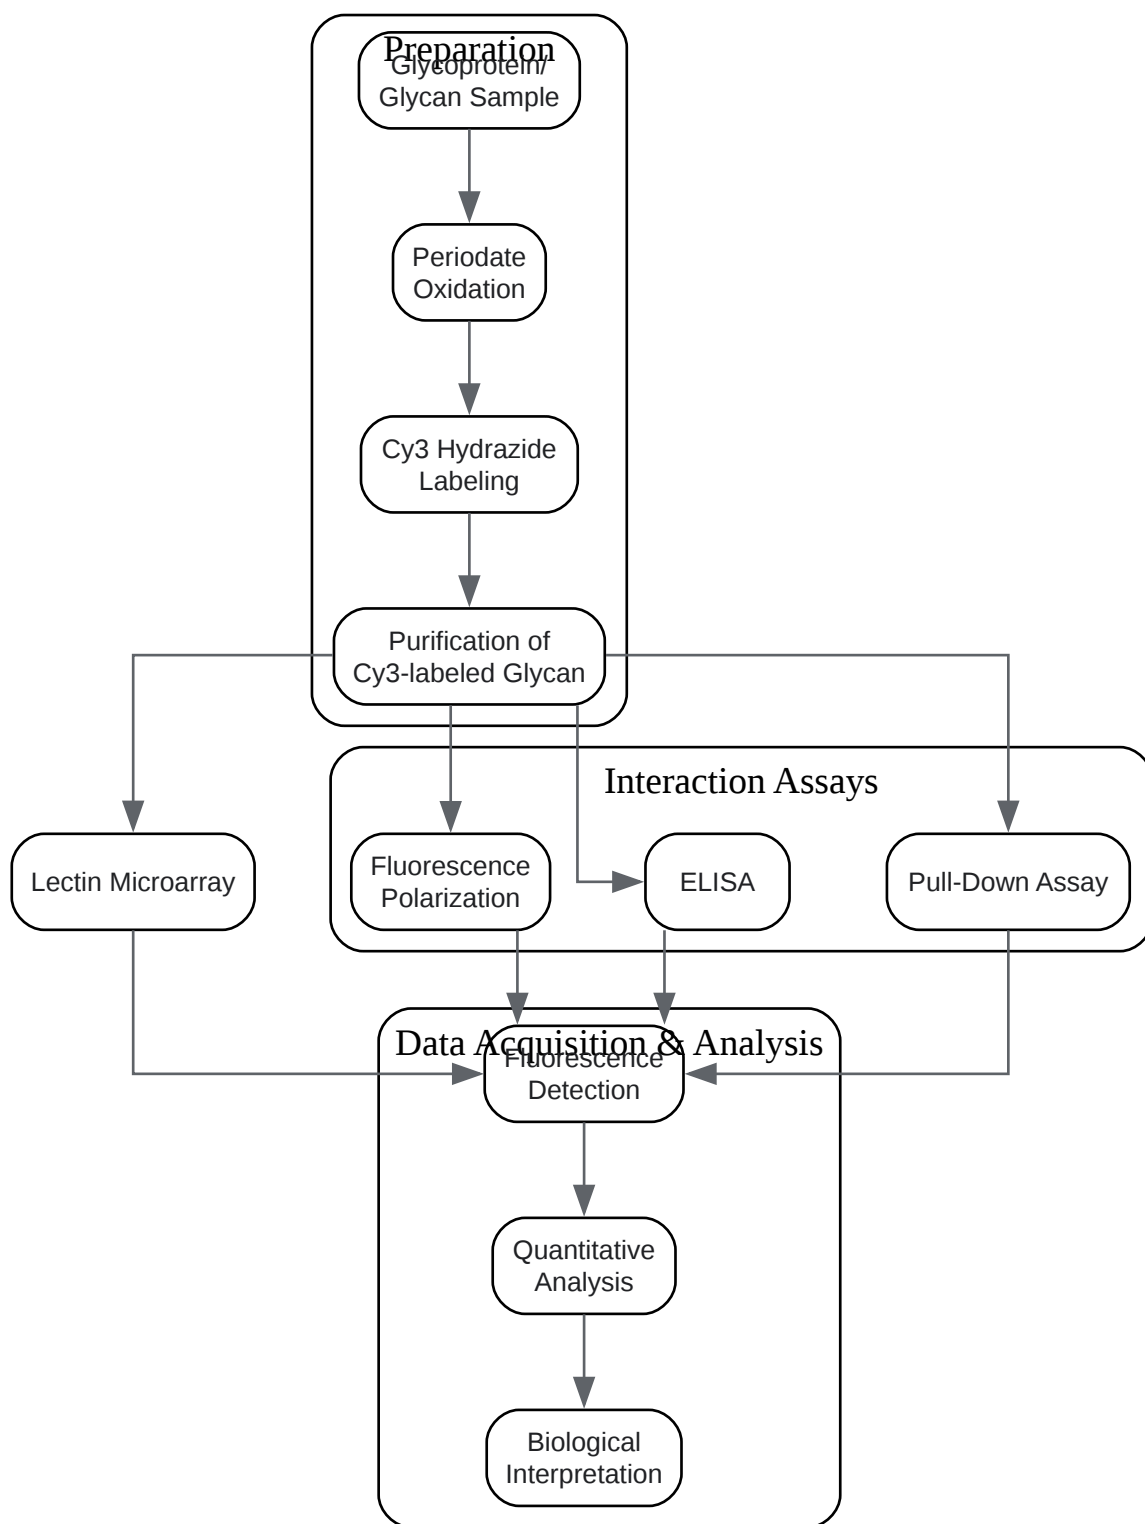 Preparation
Glycoprotein/
Glycan Sample
Periodate
Oxidation
Cy3 Hydrazide
Labeling
Purification of
Cy3-labeled Glycan
Interaction Assays
Lectin Microarray
Fluorescence
Polarization
ELISA
Pull-Down Assay
Data Acquisition & Analysis
Fluorescence
Detection
Quantitative
Analysis
Biological
Interpretation